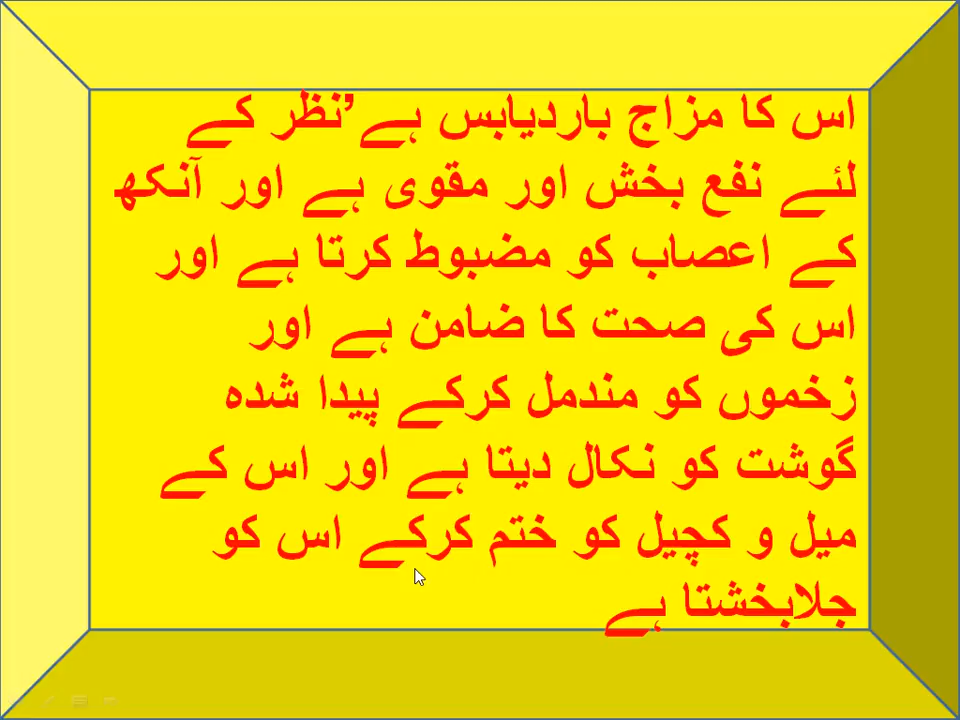 اس کا مزاج باردیابس ہے’نظر کے
لئے نفع بخش اور مقوی ہے اور آنکھ
کے اعصاب کو مضبوط کرتا ہے اور
اس کی صحت کا ضامن ہے اور
زخموں کو مندمل کرکے پیدا شدہ
گوشت کو نکال دیتا ہے اور اس کے
میل و کچیل کو ختم کرکے اس کو
جلابخشتا ہے